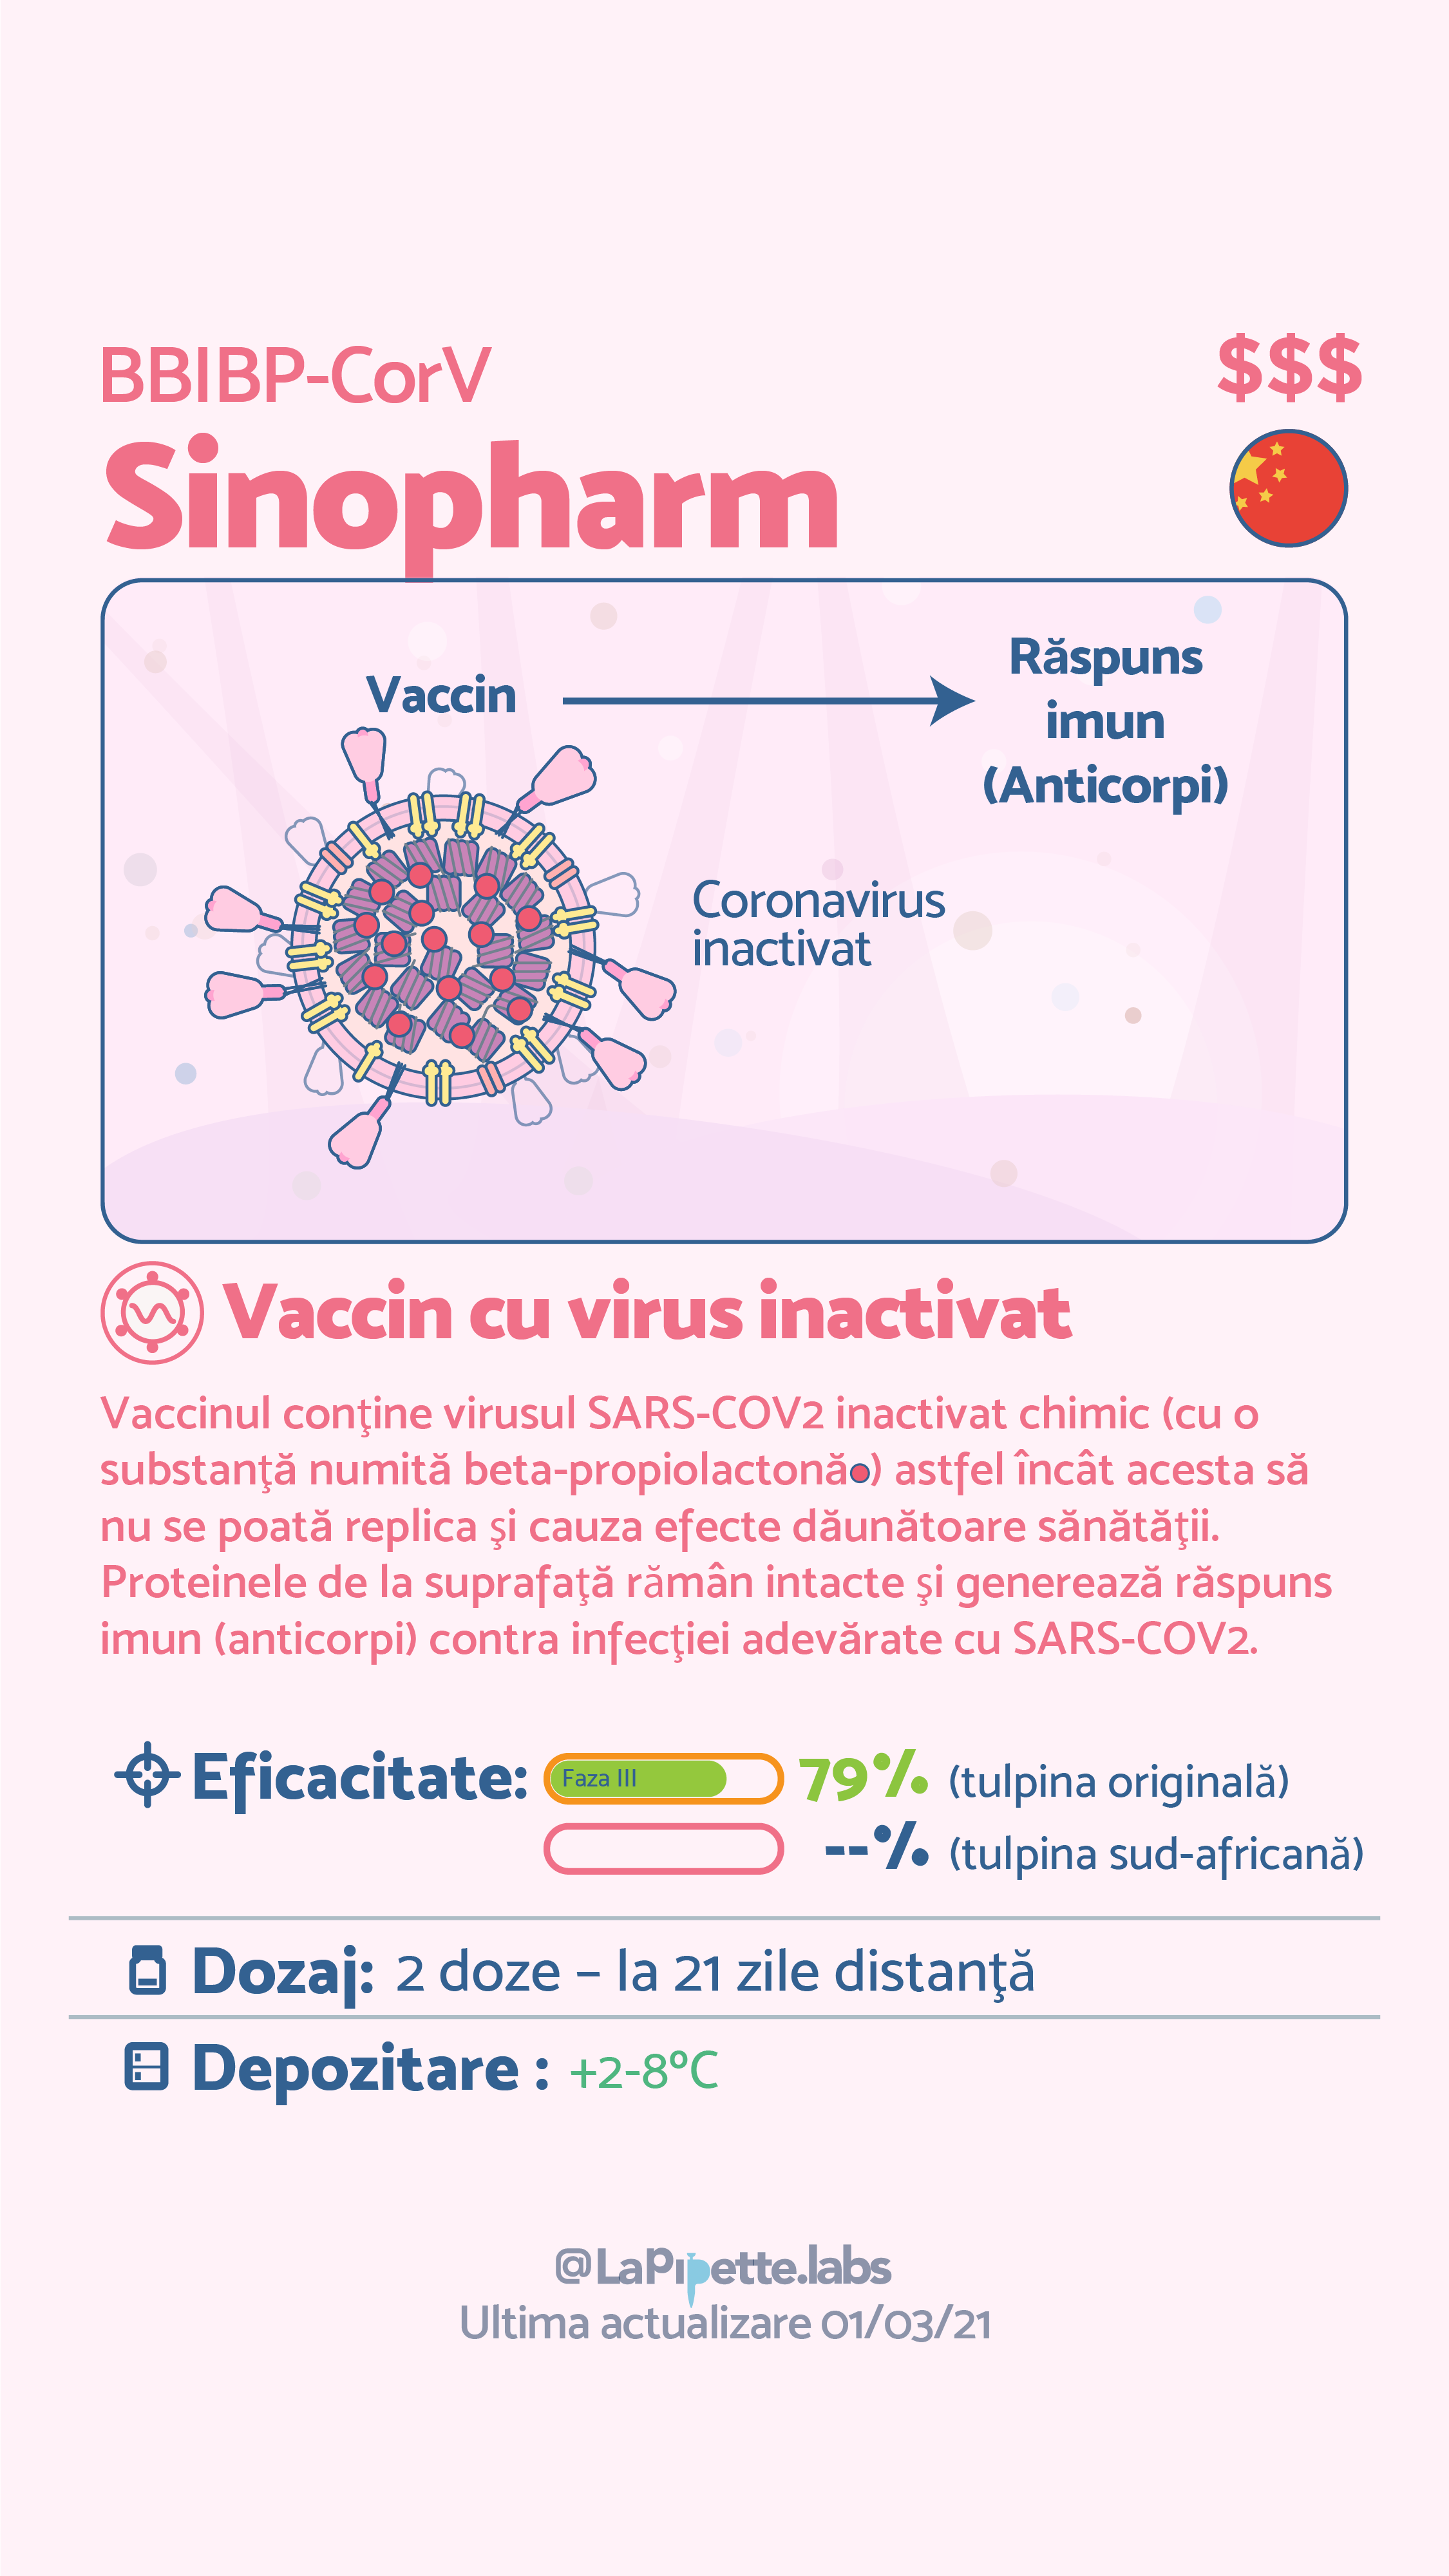 BBIBP-CorV
$$$
Sinopharm
Vaccin
Răspuns
imun
(Anticorpi)
Coronavirus
inactivat
Vaccin cu virus inactivat
Vaccinul conţine virusul SARS-COV2 inactivat chimic (cu o
substanţă numită beta-propiolactonă) astfel încât acesta să
nu se poată replica şi cauza efecte dăunătoare sănătăţii.
Proteinele de la suprafaţă rămân intacte şi generează răspuns
imun (anticorpi) contra infecţiei adevărate cu SARS-COV2.
Eficacitate: Faza III 79% (tulpina originală)
--% (tulpina sud-africană)
Dozaj: 2 doze – la 21 zile distanţă
Depozitare : +2-8ºC
@LaPipette.labs
Ultima actualizare 01/03/21